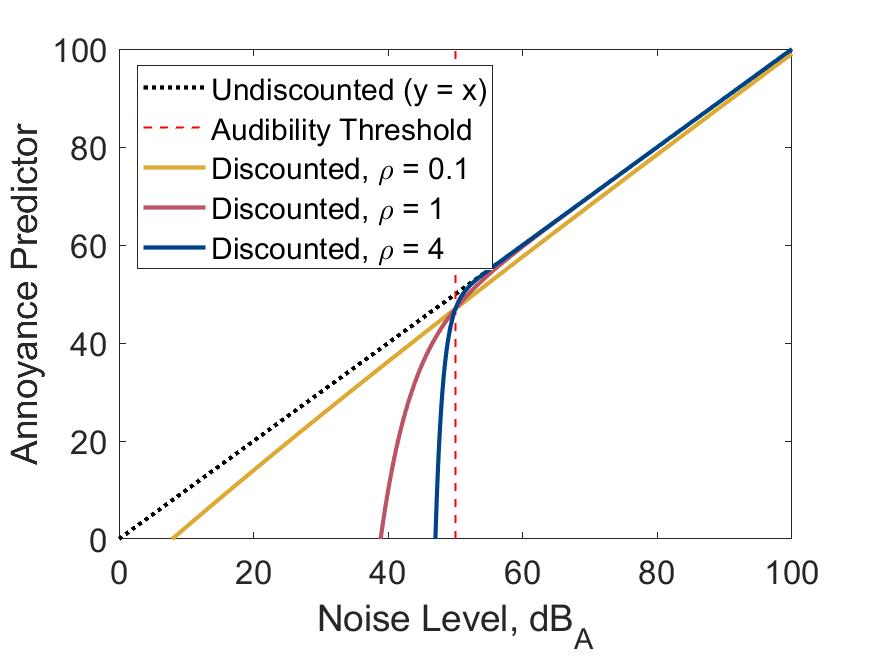 100
80
60
40
20
0
Annoyance Predictor
Undiscounted (y = x)
Audibility Threshold
Discounted, ρ = 0.1
Discounted, ρ = 1
Discounted, ρ = 4
0 20 40 60 80 100
Noise Level, dB_A